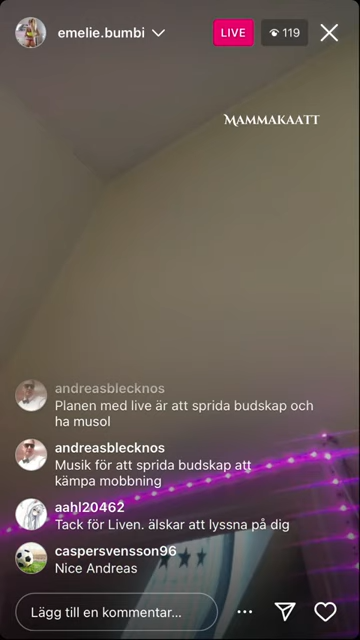 emelie.bumbi
LIVE
119
MAMMAKAATT
andreasblecknos
Planen med live är att sprida budskap och
ha musol
andreasblecknos
Musik för att sprida budskap att
kämpa mobbning
aahl20462
Tack för Liven. älskar att lyssna på dig
caspersvensson96
Nice Andreas
Lägg till en kommentar...